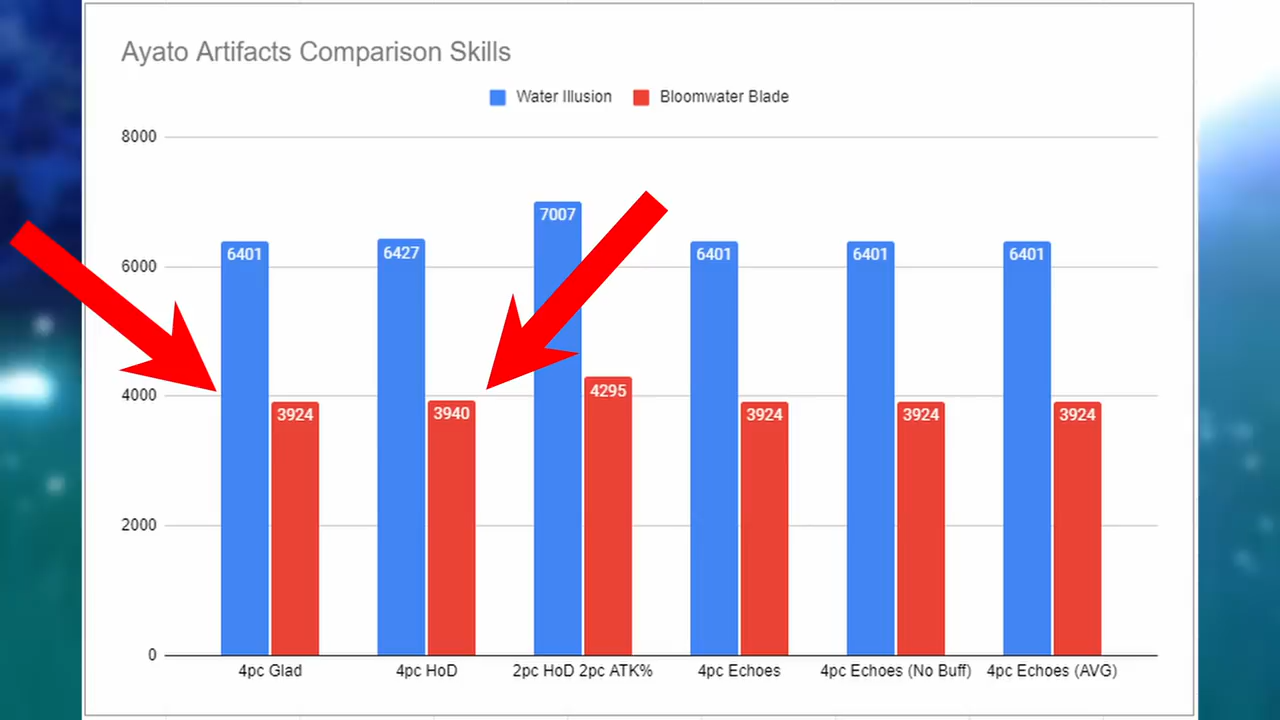 Ayato Artifacts Comparison Skills
Water Illusion Bloomwater Blade
8000
7007
6401 6427 6401 6401 6401
6000
4000
4295
3924 3940 3924 3924 3924
2000
0
4pc Glad 4pc HoD 2pc HoD 2pc ATK% 4pc Echoes 4pc Echoes (No Buff) 4pc Echoes (AVG)